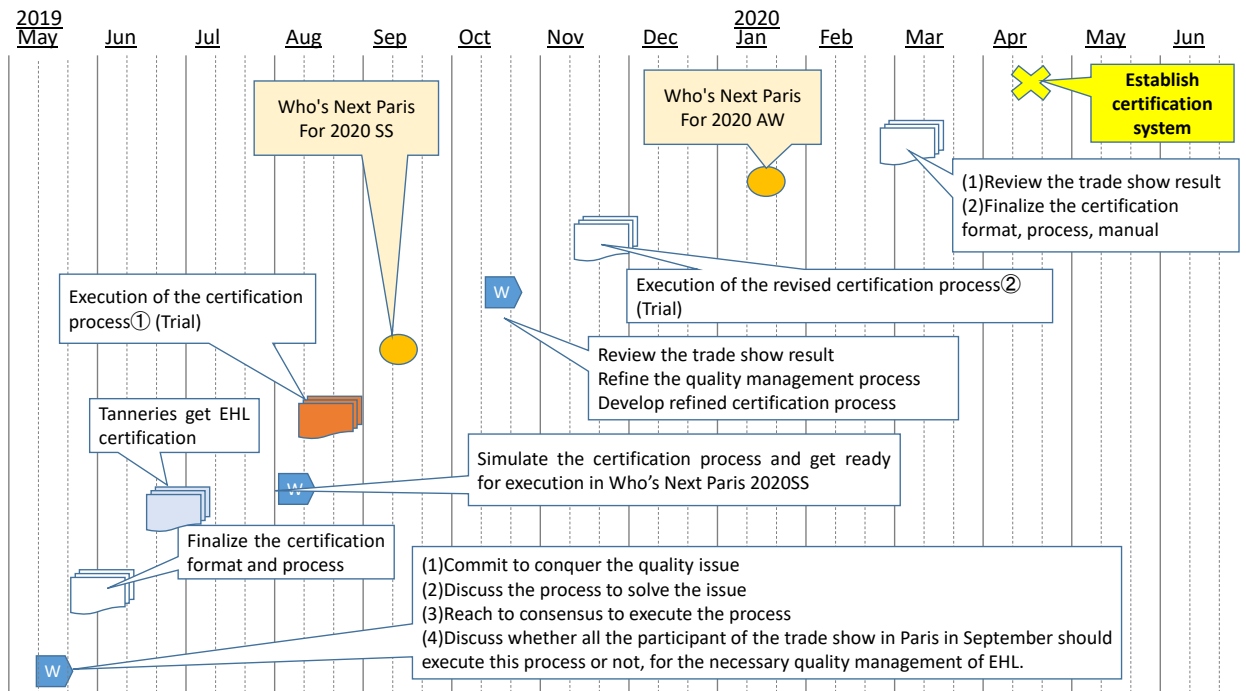 2019
2020
May
Jun
Jul
Aug
Sep
Oct
Nov
Dec
Jan
Feb
Mar
Apr
May
Jun
Establish
certification
system
Who's Next Paris
For 2020 SS
Who's Next Paris
For 2020 AW
(1)Review the trade show result
(2)Finalize the certification
format, process, manual
Execution of the certification
process① (Trial)
W
Execution of the revised certification process②
(Trial)
Review the trade show result
Refine the quality management process
Develop refined certification process
Tanneries get EHL
certification
W
Simulate the certification process and get ready
for execution in Who’s Next Paris 2020SS
Finalize the certification
format and process
(1)Commit to conquer the quality issue
(2)Discuss the process to solve the issue
(3)Reach to consensus to execute the process
(4)Discuss whether all the participant of the trade show in Paris in September should
execute this process or not, for the necessary quality management of EHL.
W